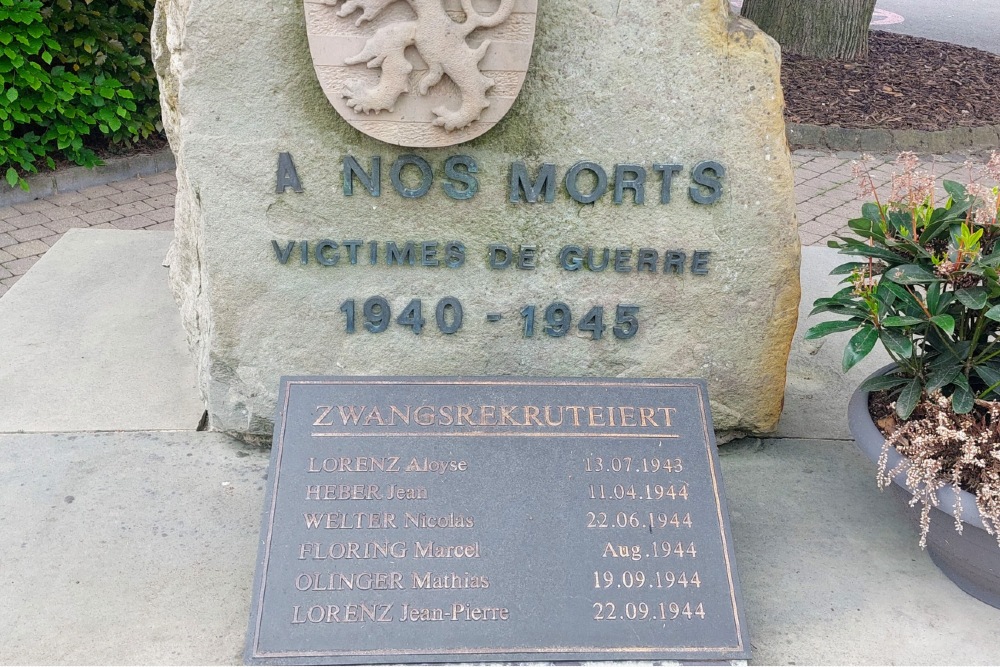 A NOS MORTS
VICTIMES DE GUERRE
1940 - 1945
ZWANGSREKRUTEIERT
LORENZ Aloyse 13.07.1943
HEBER Jean 11.04.1944
WELTER Nicolas 22.06.1944
FLORING Marcel Aug.1944
OLINGER Mathias 19.09.1944
LORENZ Jean-Pierre 22.09.1944